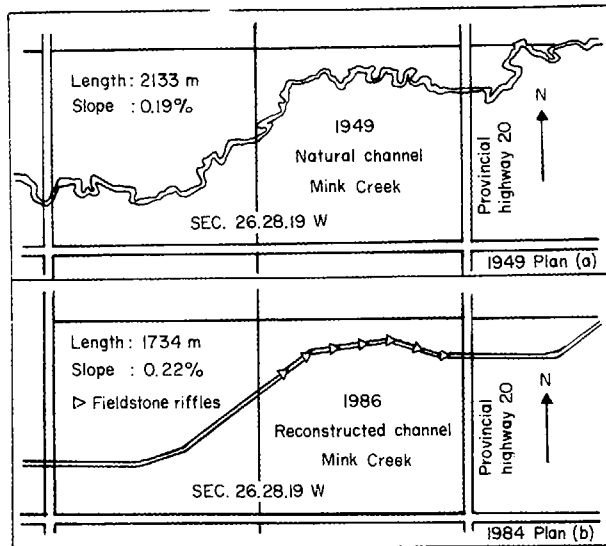 Length: 2133 m
Slope : 0.19%
1949
Natural channel
Mink Creek
SEC. 26.28.19 W
Provincial
highway 20
N
1949 Plan (a)
Length: 1734 m
Slope : 0.22%
▷ Fieldstone riffles
1986
Reconstructed channel
Mink Creek
SEC. 26.28.19 W
Provincial
highway 20
N
1984 Plan (b)